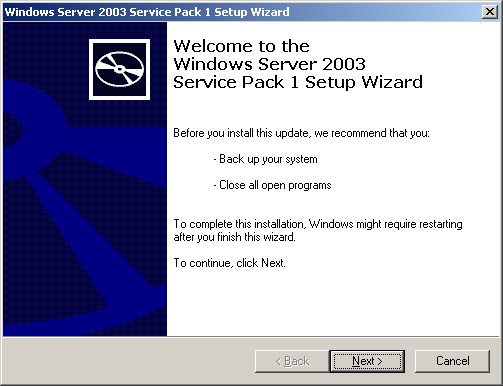 Windows Server 2003 Service Pack 1 Setup Wizard
Welcome to the
Windows Server 2003
Service Pack 1 Setup Wizard
Before you install this update, we recommend that you:
- Back up your system
- Close all open programs
To complete this installation, Windows might require restarting
after you finish this wizard.
To continue, click Next.
< Back
Next >
Cancel